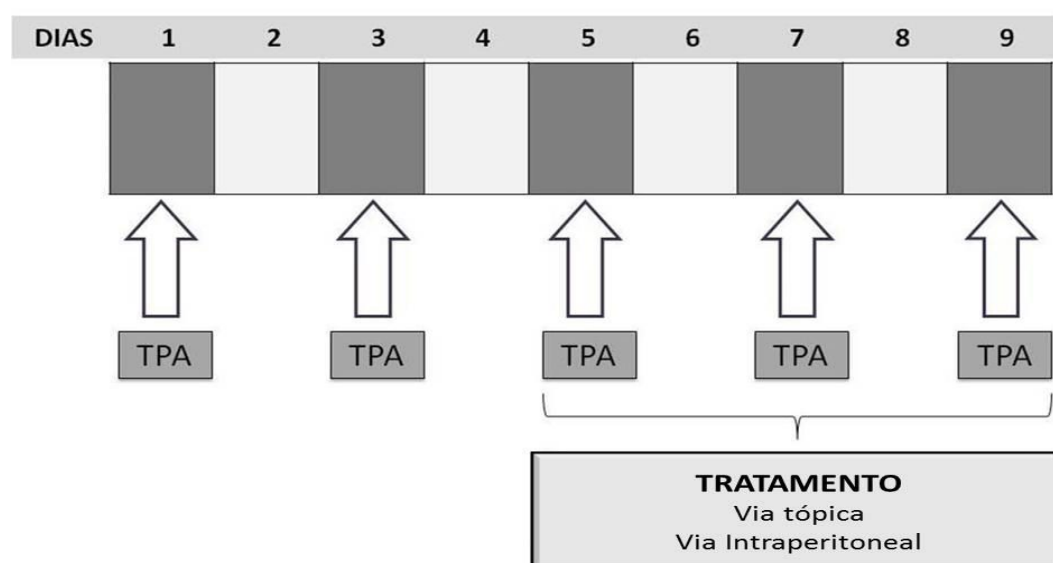 DIAS 1 2 3 4 5 6 7 8 9
TPA TPA TPA TPA TPA
TRATAMENTO
Via tópica
Via Intraperitoneal